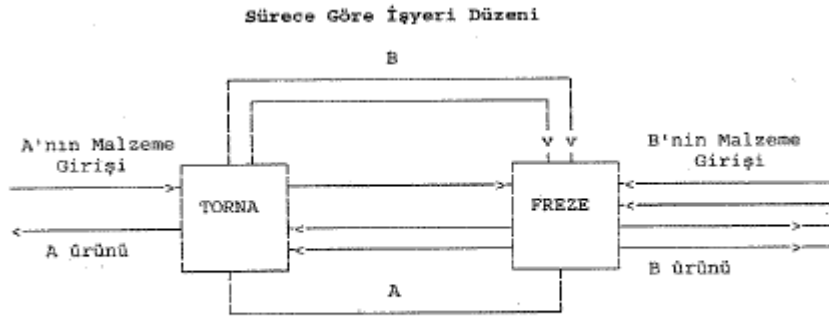 Sürece Göre İşyeri Düzeni
B
A'nın Malzeme
Girişi
B'nin Malzeme
Girişi
TORNA
FREZE
A ürünü
B ürünü
A